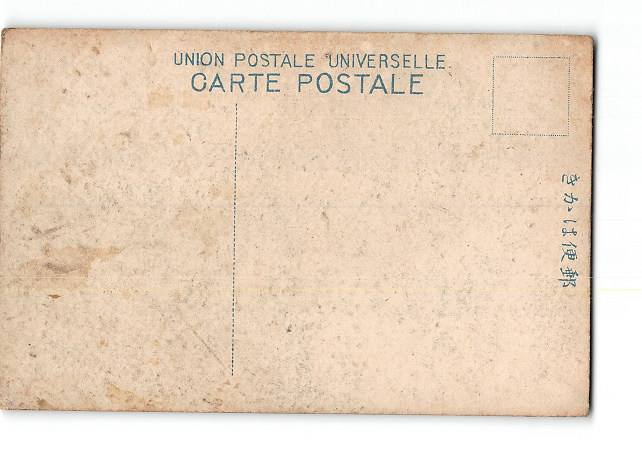 UNION POSTALE UNIVERSELLE.
CARTE POSTALE
きかは便郵